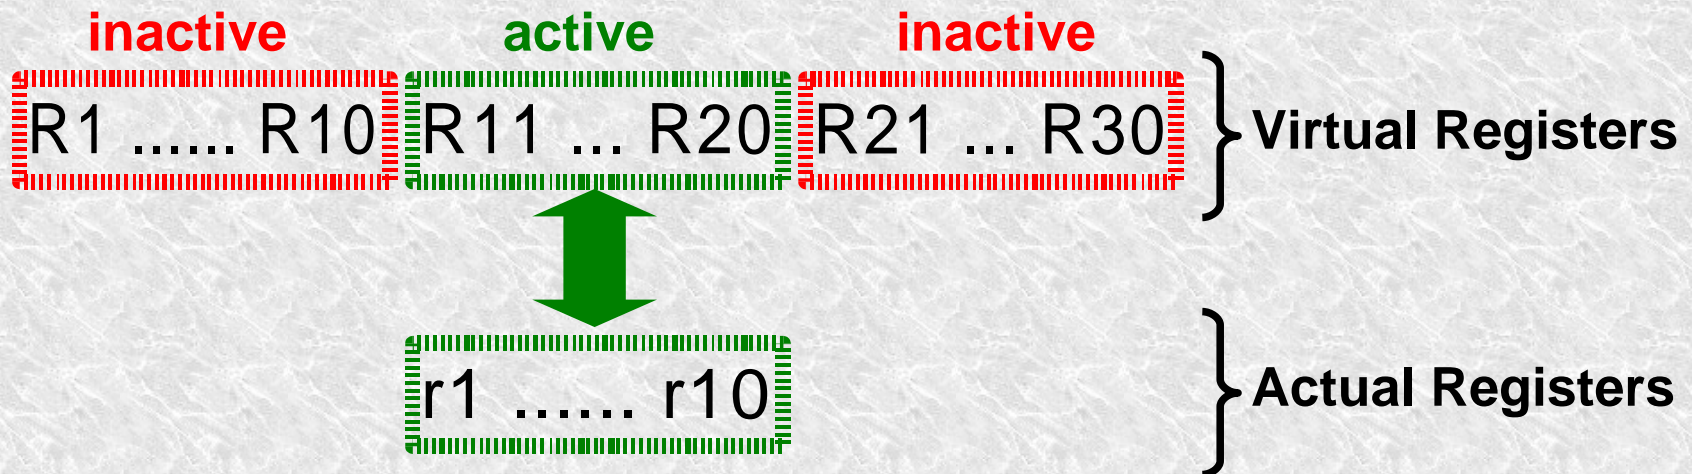 inactive active inactive
R1 ...... R10 R11 ... R20 R21 ... R30 Virtual Registers
r1 ...... r10 Actual Registers